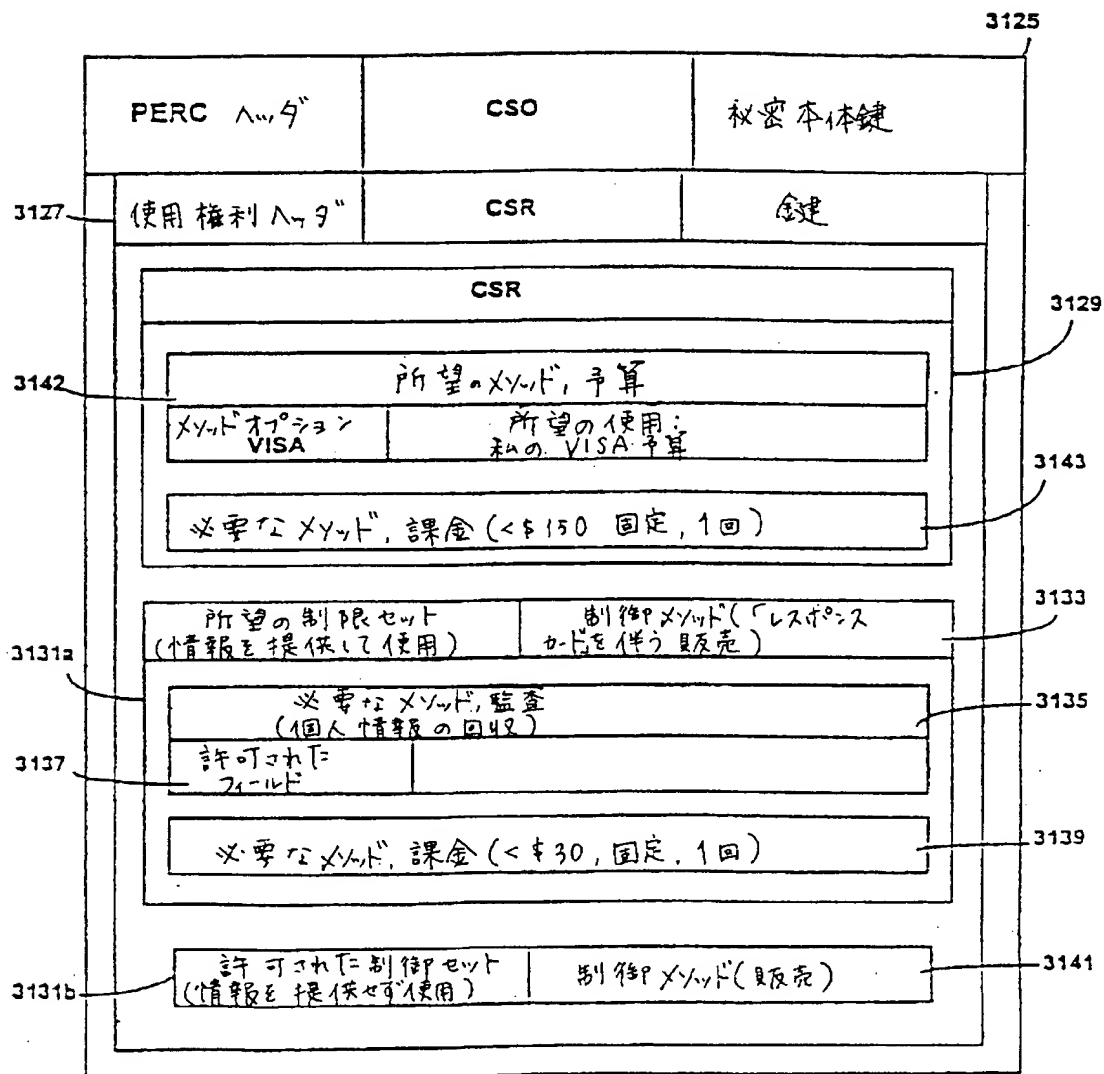 3125
PERC ヘッダ
CSO
秘密本体鍵
3127
使用権利ヘッダ
CSR
鍵
CSR
3129
所望のメソッド, 予算
3142
メソッドオプション
VISA
所望の使用:
私の VISA 予算
3143
必要なメソッド, 課金 (<$150 固定, 1回)
3133
所望の制限セット
(情報を提供して使用)
制御メソッド(「レスポンス
カード」を伴う販売)
3131a
必要なメソッド, 監査
(個人情報の回収)
3135
3137
許可された
フィールド
必要なメソッド, 課金 (<$30, 固定, 1回)
3139
許可された制御セット
(情報を提供せず使用)
制御メソッド(販売)
3141
3131b